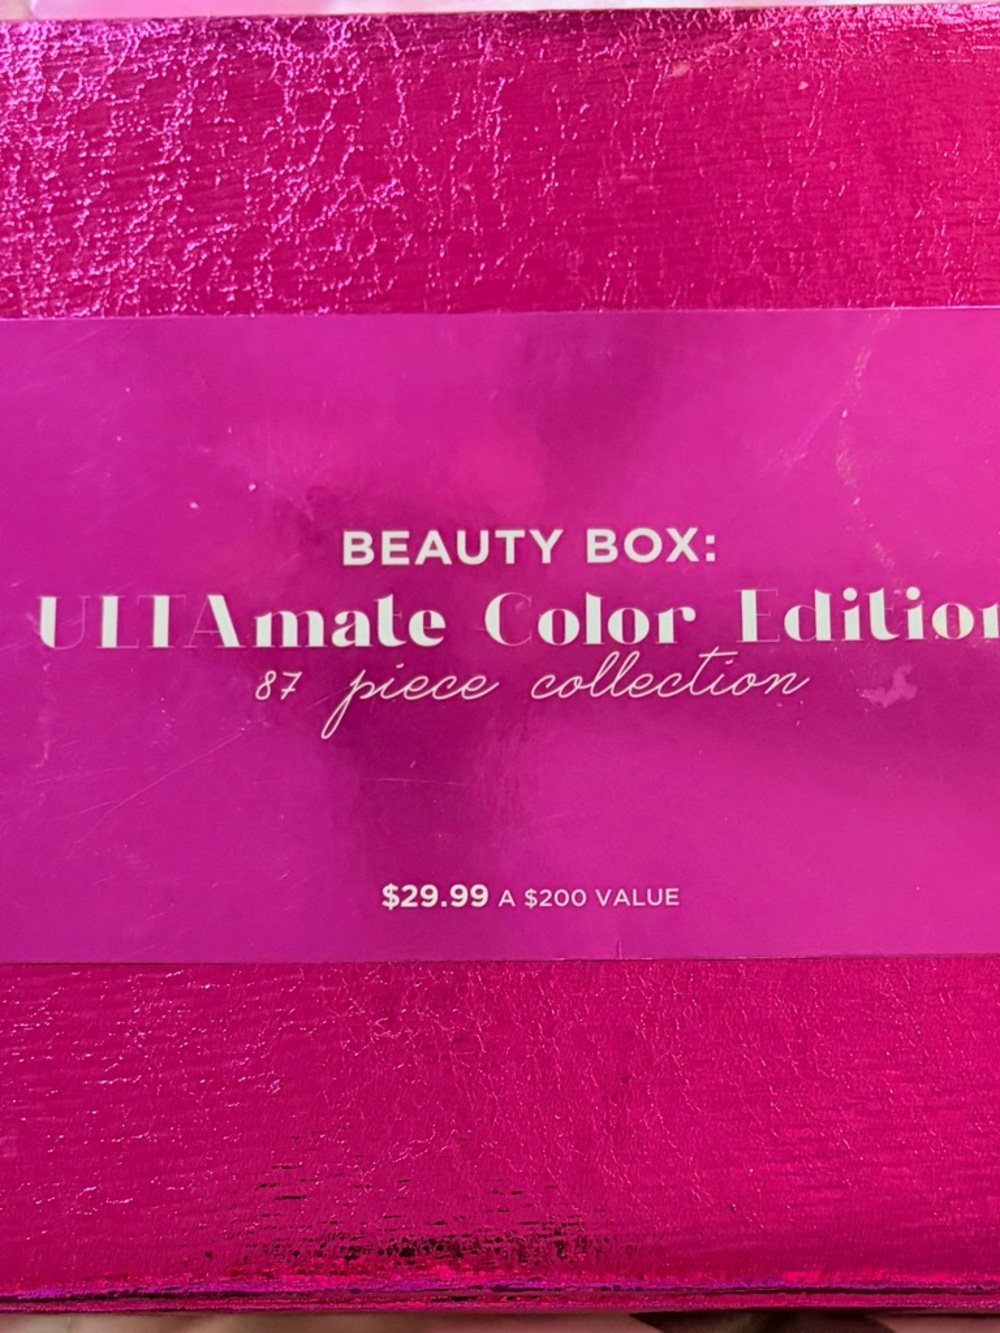 BEAUTY BOX:
ULTAmate Color Edition
87 piece collection
$29.99 A $200 VALUE